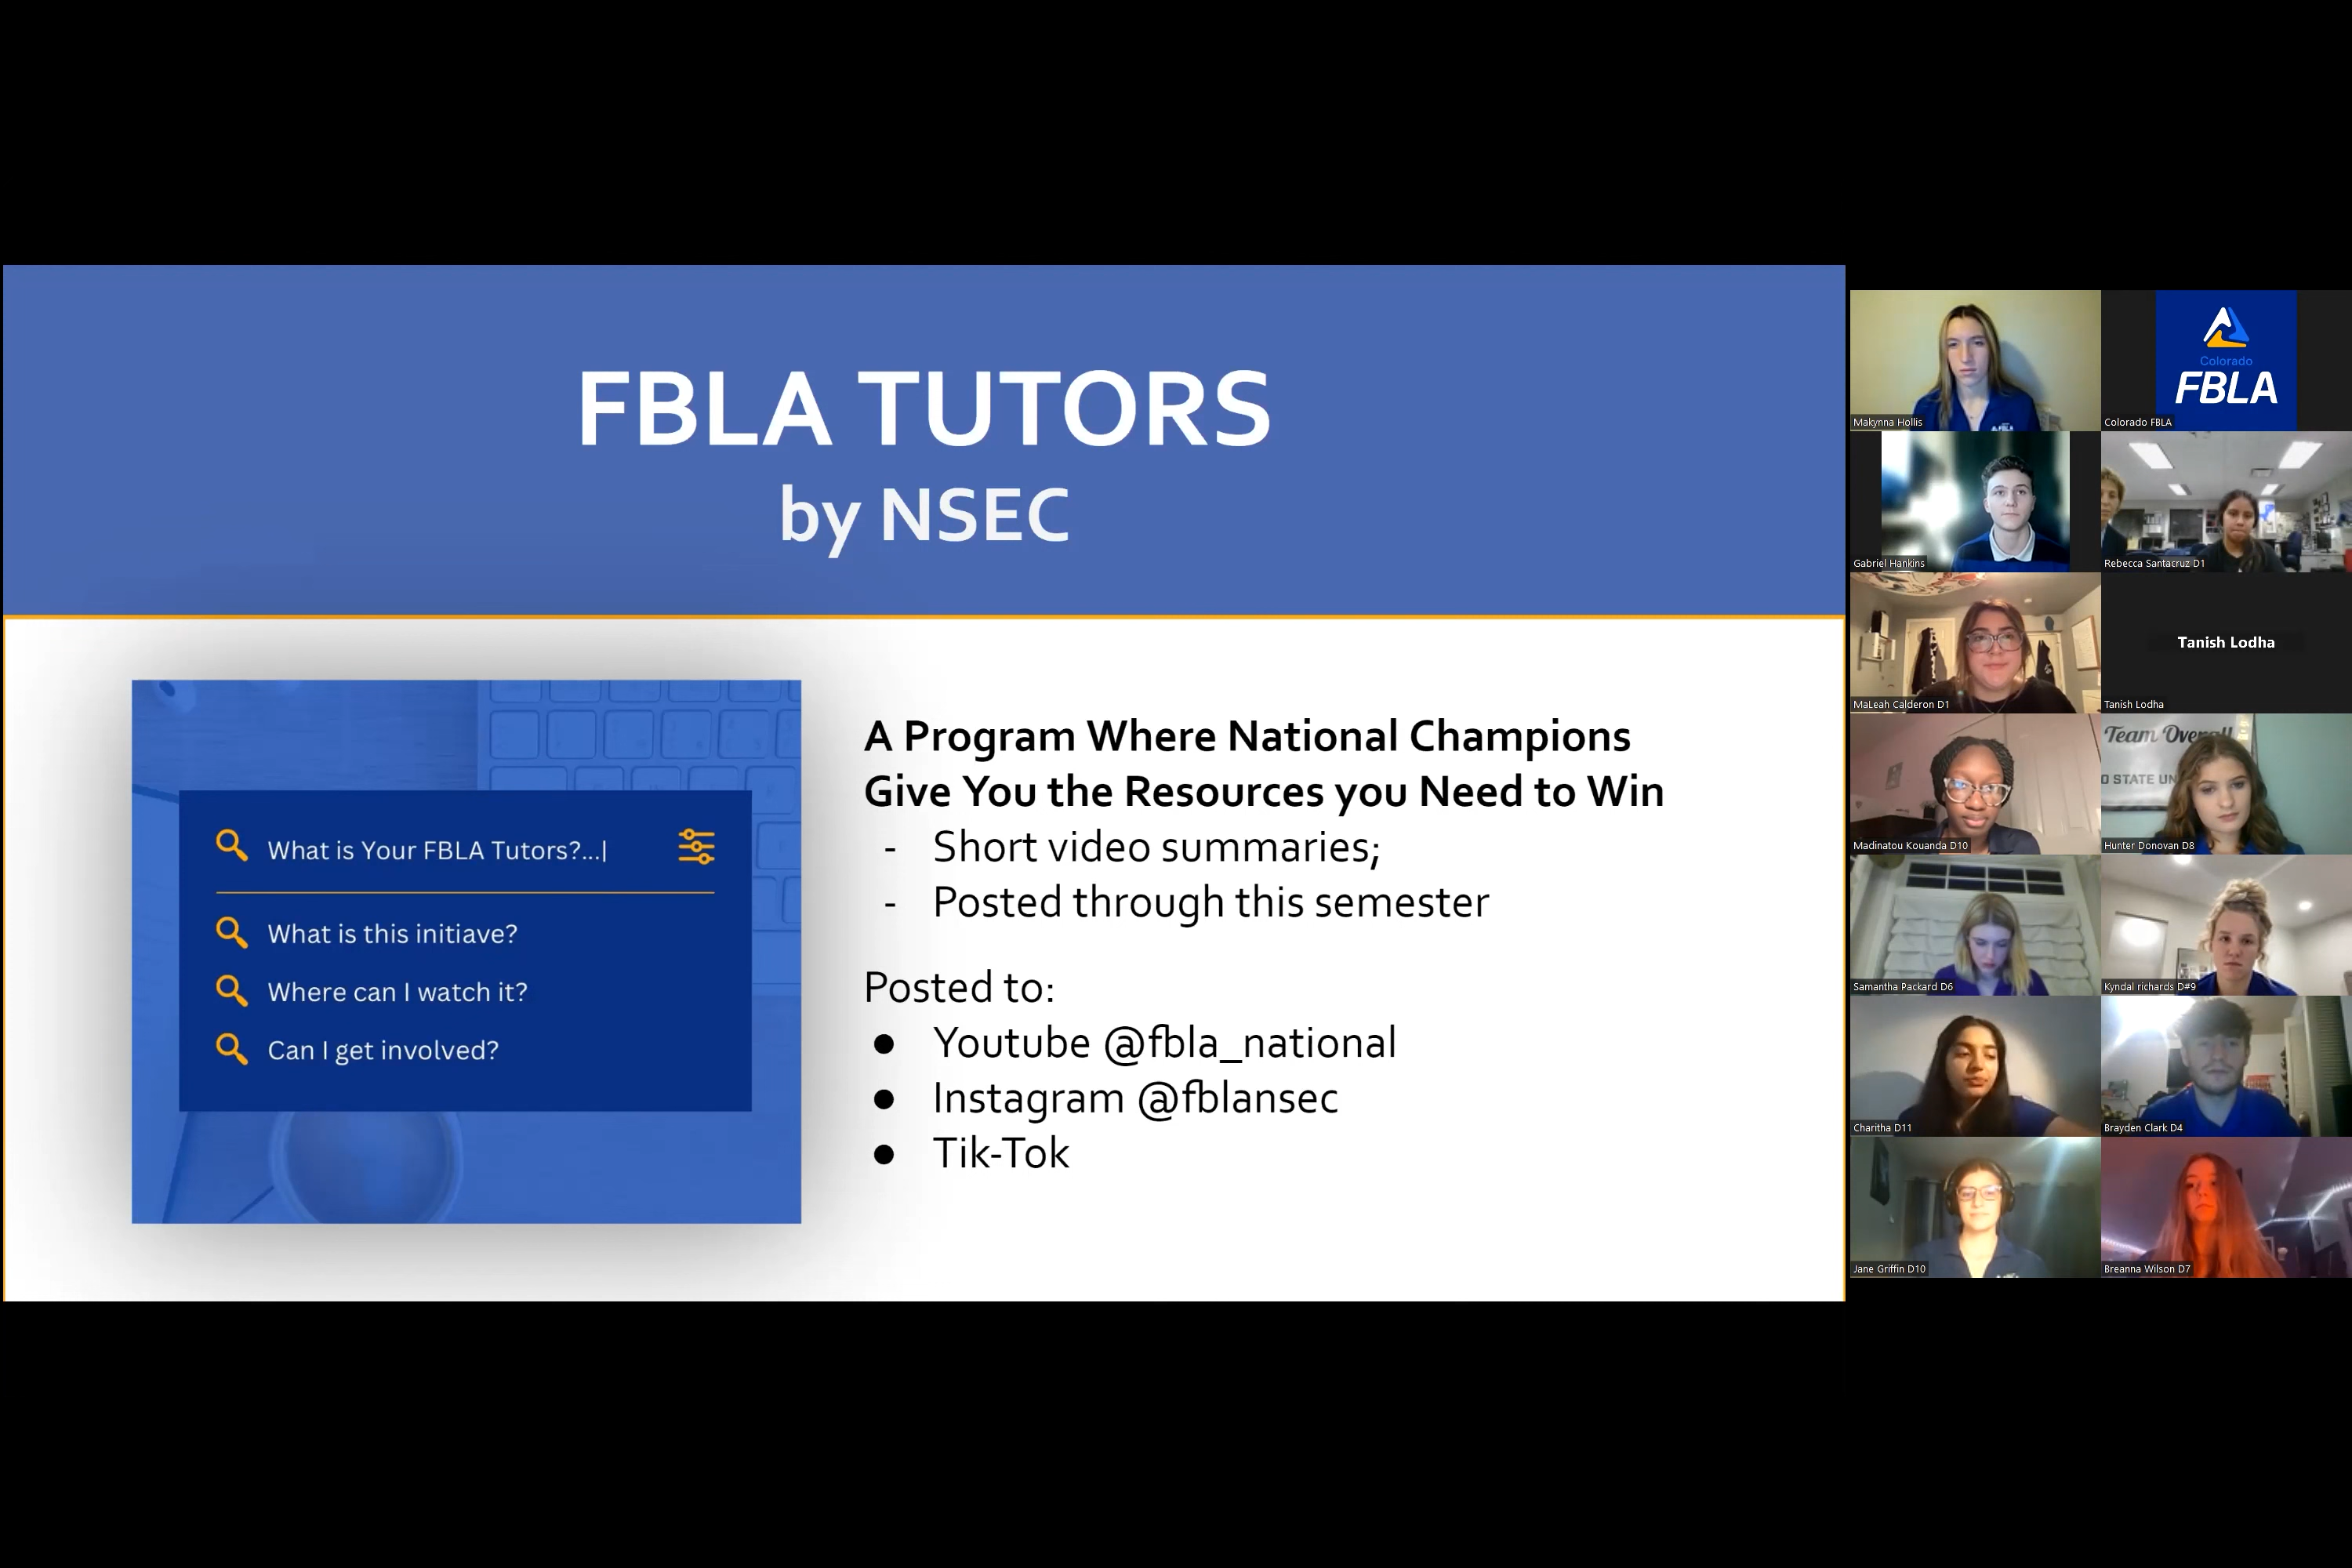 FBLA TUTORS
by NSEC
What is Your FBLA Tutors?...|
What is this initiave?
Where can I watch it?
Can I get involved?
A Program Where National Champions
Give You the Resources you Need to Win
- Short video summaries;
- Posted through this semester
Posted to:
● Youtube @fbla_national
● Instagram @fblansec
● Tik-Tok
Makynna Hollis
Colorado
FBLA
Colorado FBLA
Gabriel Hankins
Rebecca Santacruz D1
MaLeah Calderon D1
Tanish Lodha
Tanish Lodha
Madinatou Kouanda D10
Team Overall
O STATE UN
Hunter Donovan D8
Samantha Packard D6
Kyndal richards D#9
Charitha D11
Brayden Clark D4
Jane Griffin D10
Breanna Wilson D7